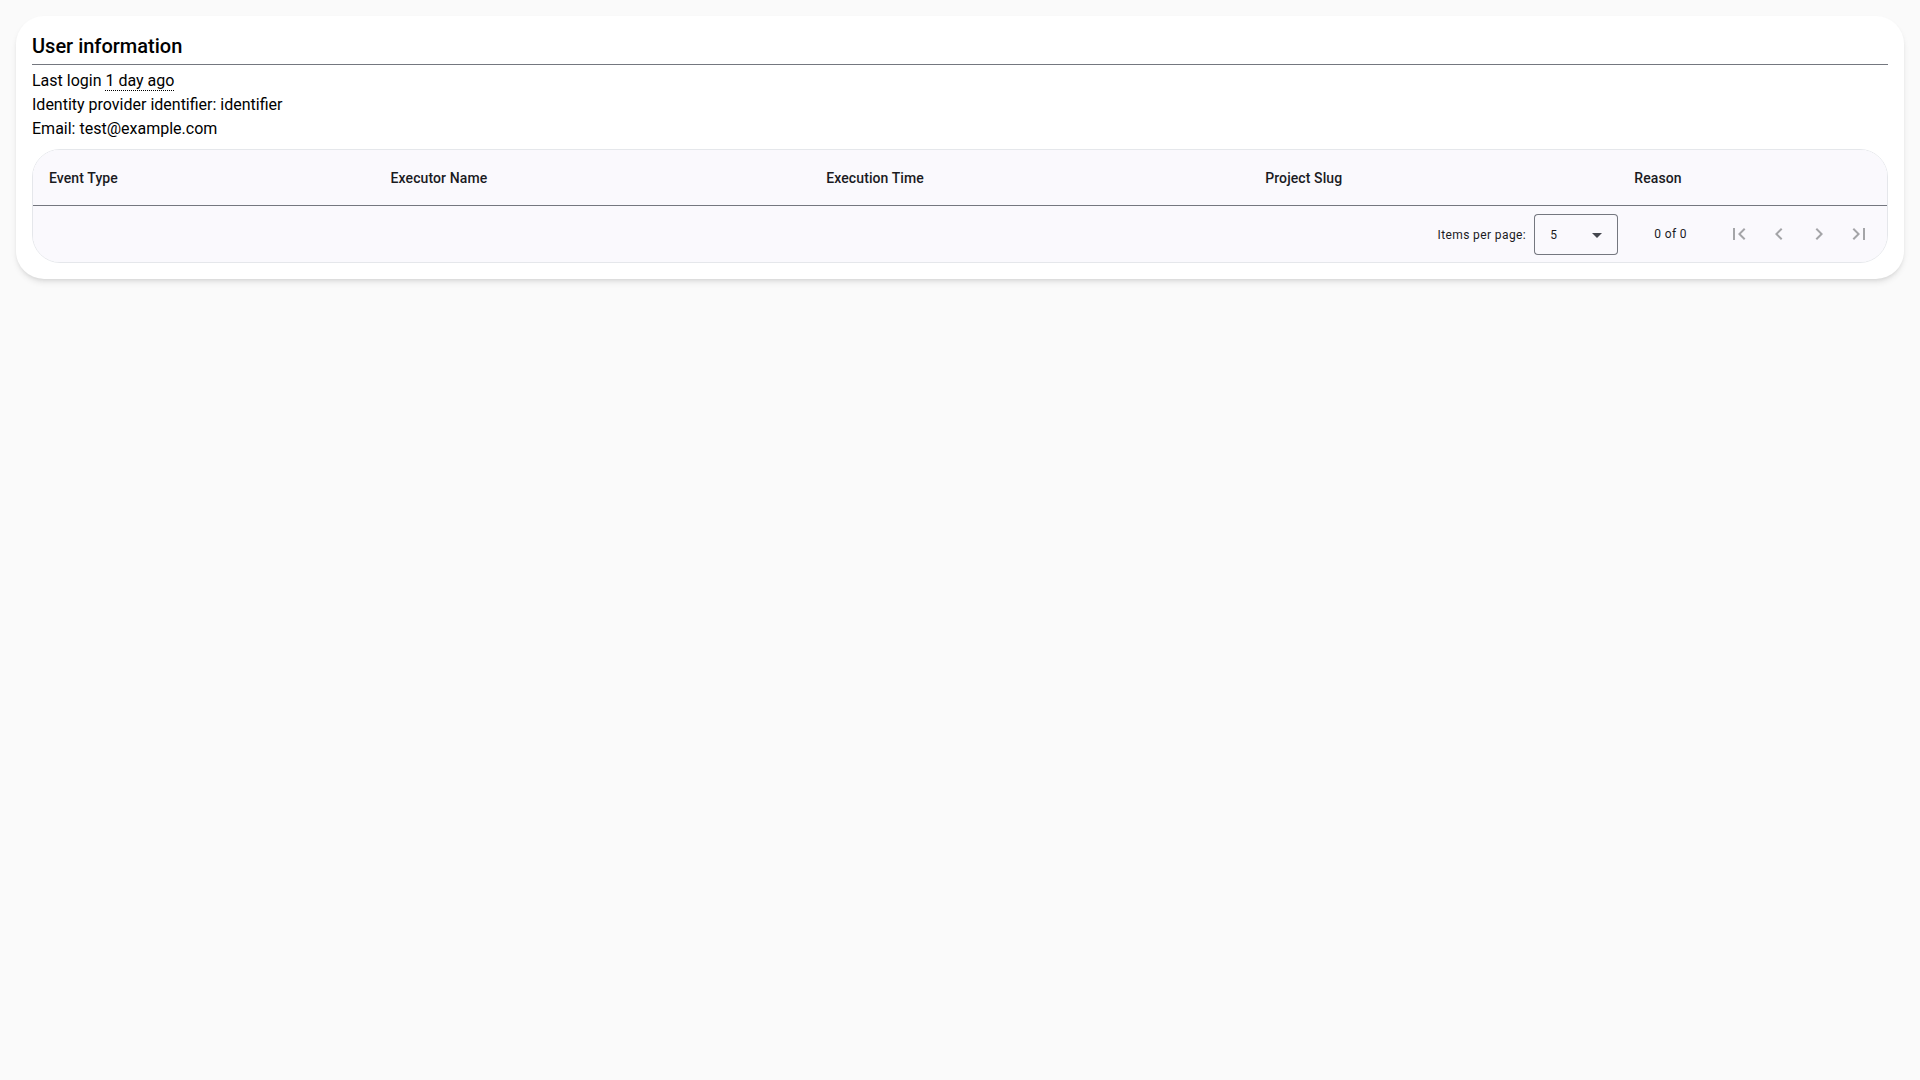 User information
Last login 1 day ago
Identity provider identifier: identifier
Email: test@example.com
Event Type Executor Name Execution Time Project Slug Reason
Items per page: 5 0 of 0